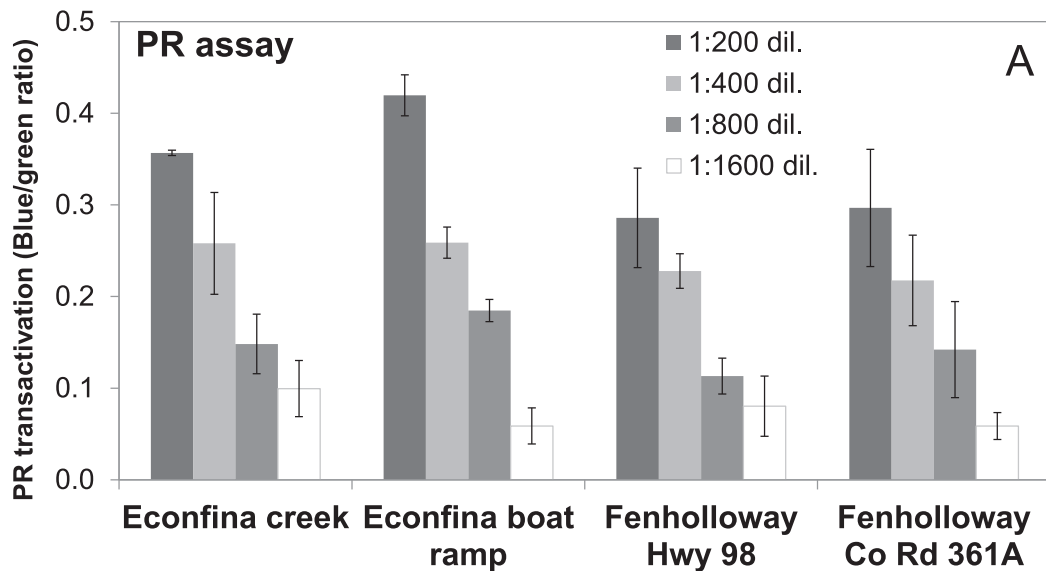 PR assay
A
1:200 dil.
1:400 dil.
1:800 dil.
1:1600 dil.
PR transactivation (Blue/green ratio)
0.5
0.4
0.3
0.2
0.1
0.0
Econfina creek
Econfina boat
ramp
Fenholloway
Hwy 98
Fenholloway
Co Rd 361A